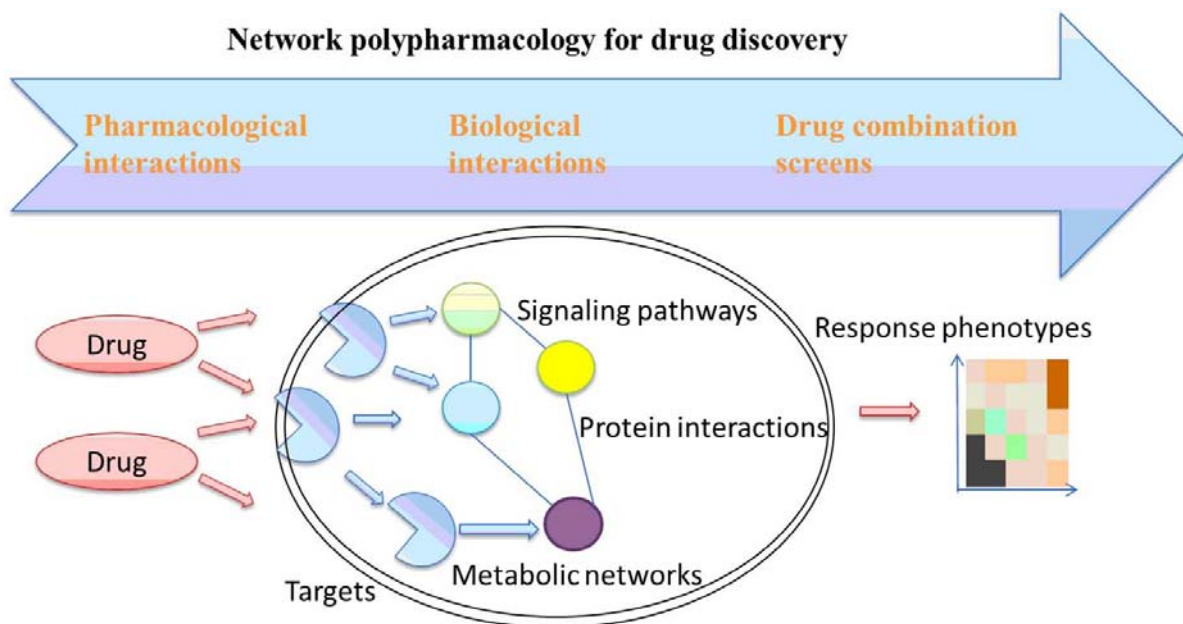 Network polypharmacology for drug discovery
Pharmacological
interactions
Biological
interactions
Drug combination
screens
Drug
Drug
Targets
Signaling pathways
Protein interactions
Metabolic networks
Response phenotypes